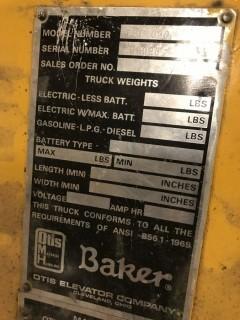 MODEL NUMBER
SERIAL NUMBER
SALES ORDER NO.
TRUCK WEIGHTS
ELECTRIC-LESS BATT. LBS
ELECTRIC W/MAX. BATT. LBS
GASOLINE-L.P.G.-DIESEL LBS
BATTERY TYPE
MAX LBS MIN LBS
LENGTH (MIN) INCHES
WIDTH (MIN) INCHES
VOLTAGE AMP HR
THIS TRUCK CONFORMS TO ALL THE
REQUIREMENTS OF ANSI-B56.1-1969
Otis
Baker
OTIS ELEVATOR COMPANY
CLEVELAND, OHIO